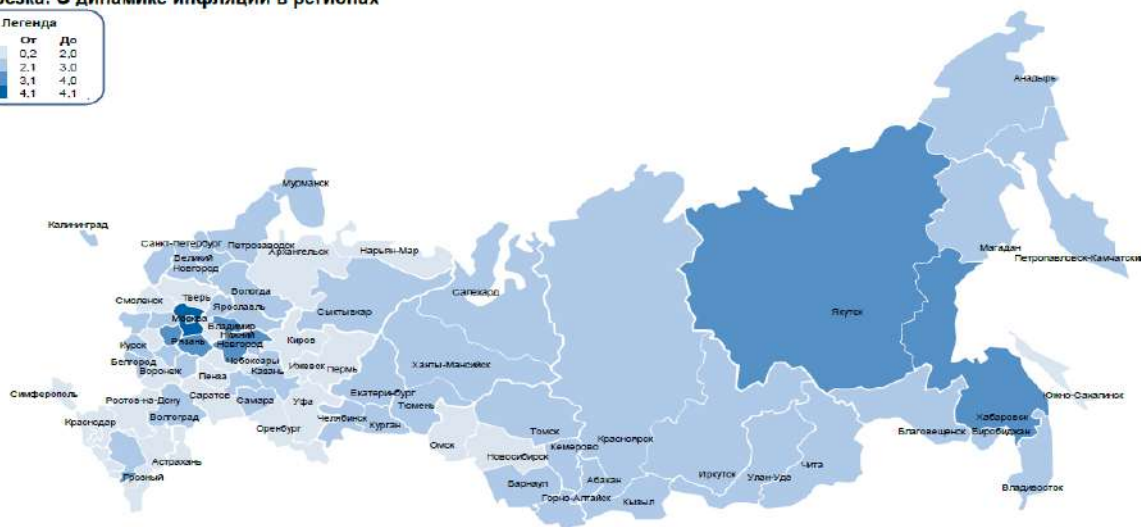 резка. О динамике инфляции в регионах
Легенда
От До
0,2 2,0
2,1 3,0
3,1 4,0
4,1 4,1
Анадырь
Мурманск
Калининград
Санкт-Петербург
Петрозаводск
Архангельск
Нарьян-Мар
Великий
Новгород
Магадан
Петропавловск-Камчатский
Салехард
Вологда
Смоленск
Тверь
Ярославль
Сыктывкар
Якутск
Москва
Владимир
Нижний
Новгород
Рязань
Киров
Курск
Белгород
Воронеж
Чебоксары
Казань
Ижевск
Пермь
Ханты-Мансийск
Пенза
Симферополь
Ростов-на-Дону
Саратов
Самара
Уфа
Екатеринбург
Тюмень
Южно-Сахалинск
Краснодар
Волгоград
Челябинск
Курган
Хабаровск
Оренбург
Томск
Благовещенск
Биробиджан
Омск
Кемерово
Красноярск
Новосибирск
Астрахань
Чита
Грозный
Иркутск
Улан-Удэ
Барнаул
Абакан
Горно-Алтайск
Кызыл
Владивосток